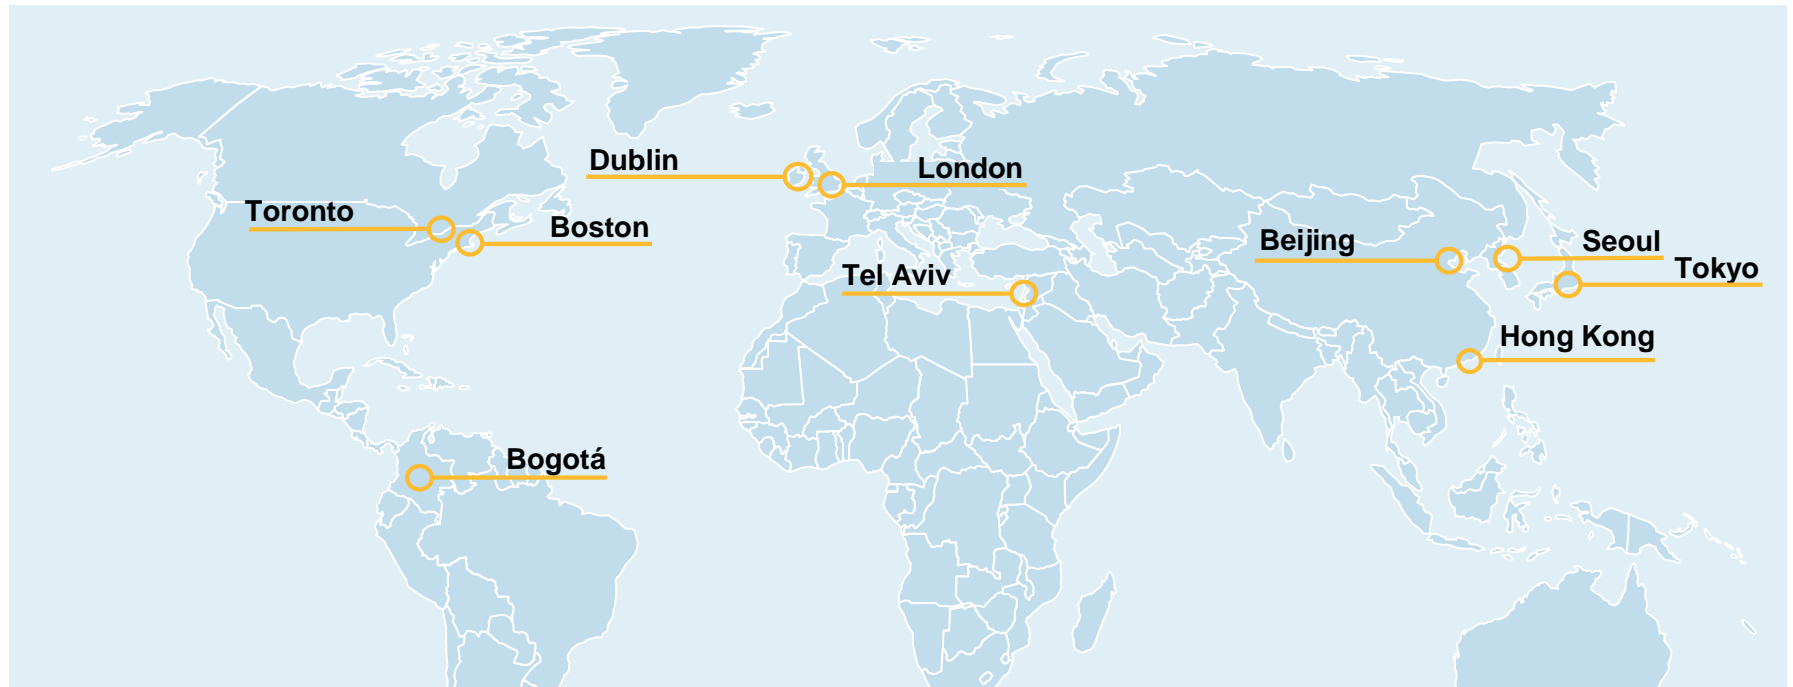 Dublin
London
Toronto
Boston
Beijing
Seoul
Tel Aviv
Tokyo
Hong Kong
Bogotá